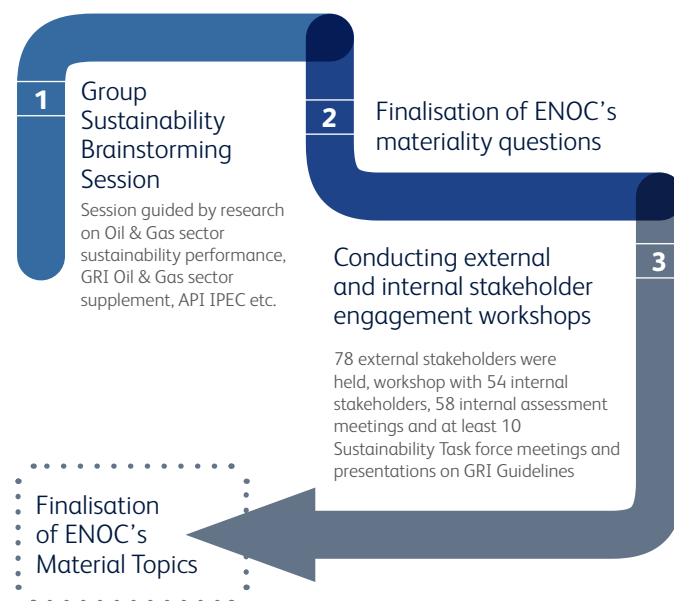 1
Group
Sustainability
Brainstorming
Session
Session guided by research
on Oil & Gas sector
sustainability performance,
GRI Oil & Gas sector
supplement, API IPEC etc.
2
Finalisation of ENOC’s
materiality questions
3
Conducting external
and internal stakeholder
engagement workshops
78 external stakeholders were
held, workshop with 54 internal
stakeholders, 58 internal assessment
meetings and at least 10
Sustainability Task force meetings and
presentations on GRI Guidelines
Finalisation
of ENOC’s
Material Topics